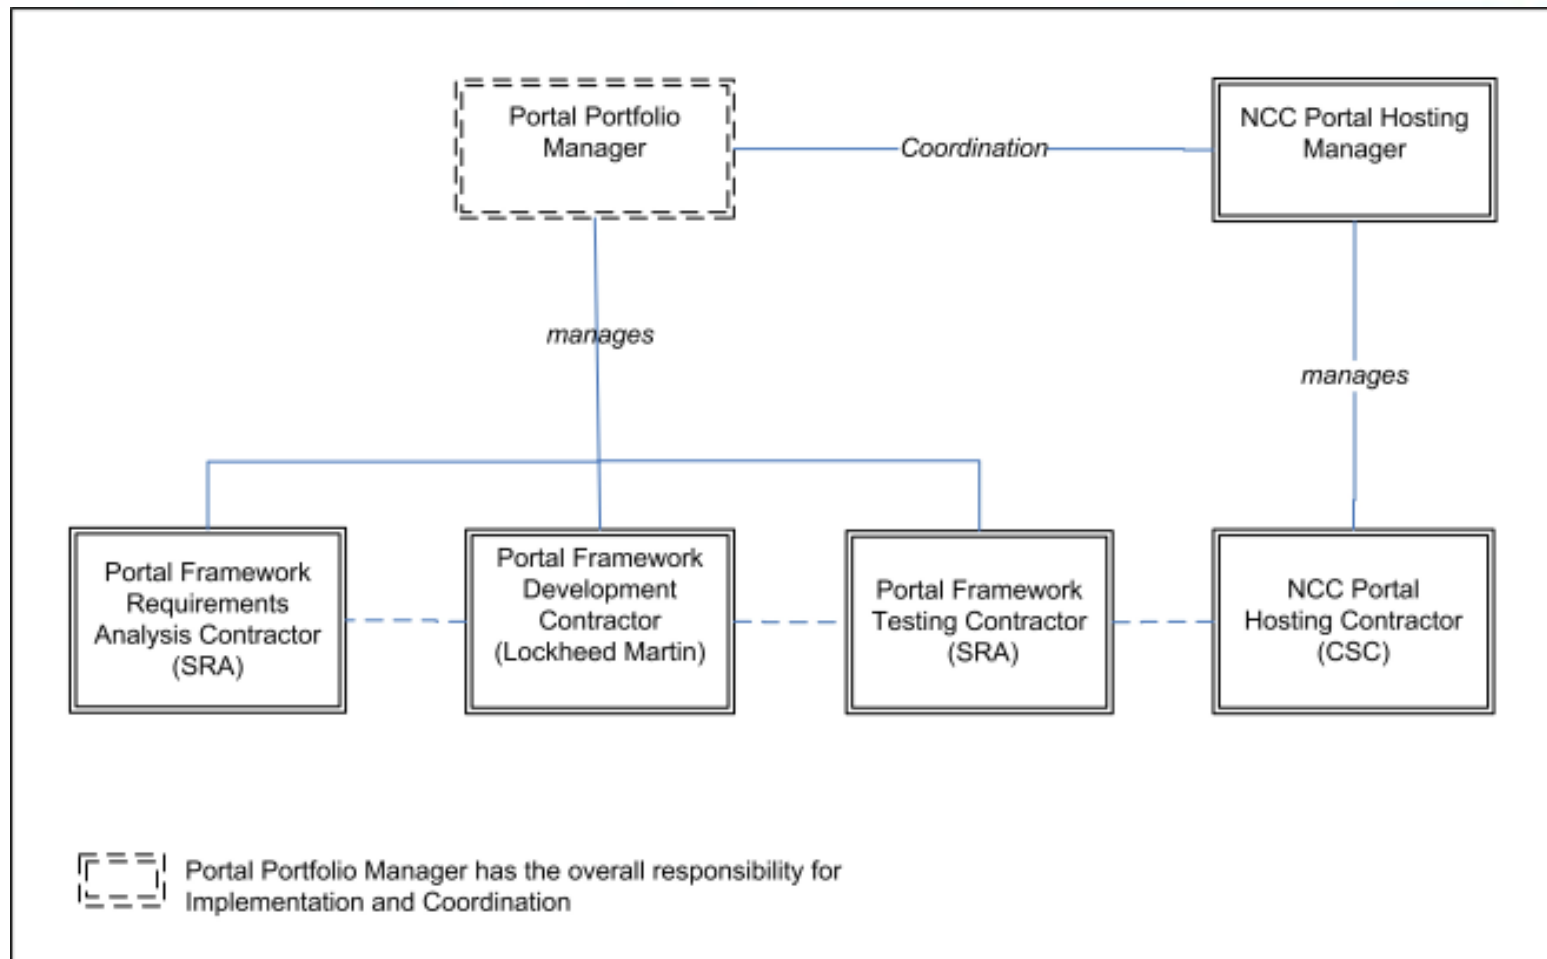 Portal Portfolio
Manager
Coordination
NCC Portal Hosting
Manager
manages
manages
Portal Framework
Requirements
Analysis Contractor
(SRA)
Portal Framework
Development
Contractor
(Lockheed Martin)
Portal Framework
Testing Contractor
(SRA)
NCC Portal
Hosting Contractor
(CSC)
Portal Portfolio Manager has the overall responsibility for
Implementation and Coordination